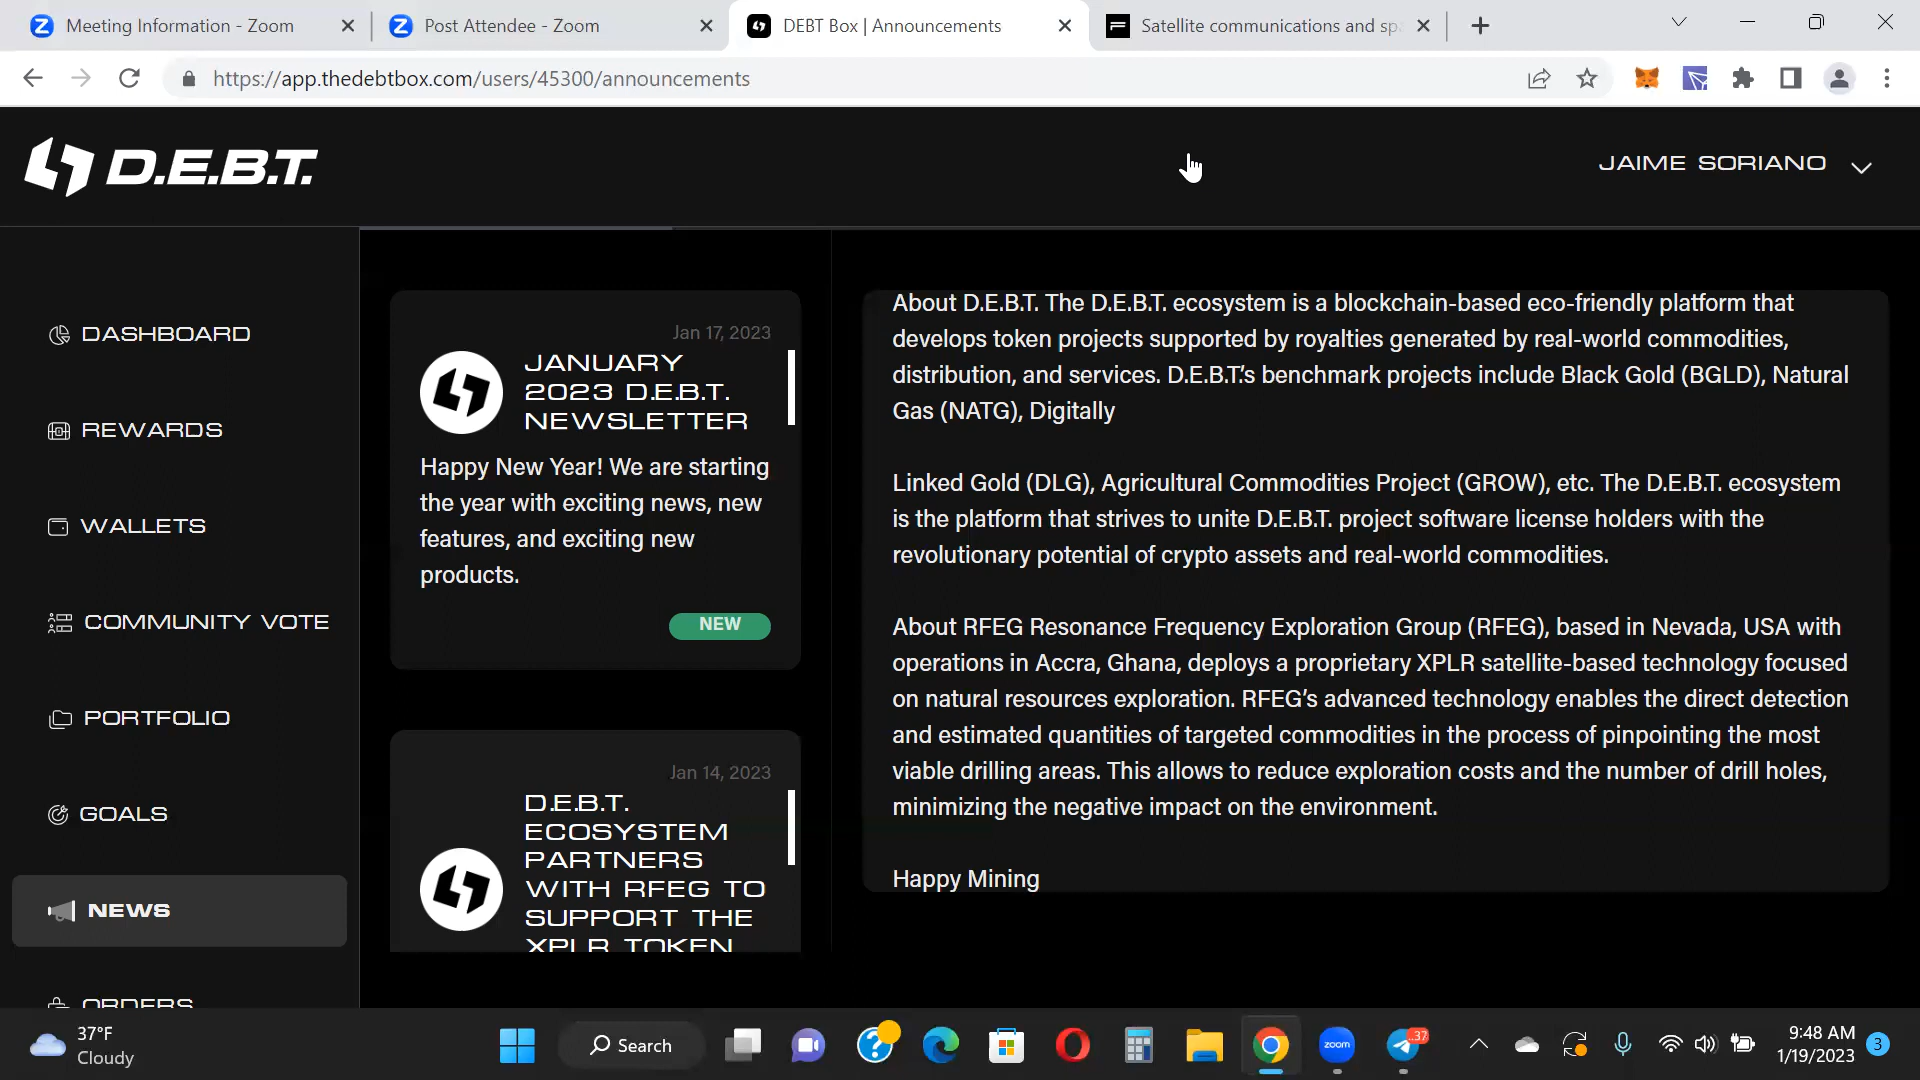 Meeting Information - Zoom
Post Attendee - Zoom
DEBT Box | Announcements
Satellite communications and sp
https://app.thedebtbox.com/users/45300/announcements
D.E.B.T.
JAIME SORIANO
DASHBOARD
REWARDS
WALLETS
COMMUNITY VOTE
PORTFOLIO
GOALS
NEWS
ORDERS
Jan 17, 2023
JANUARY
2023 D.E.B.T.
NEWSLETTER
Happy New Year! We are starting
the year with exciting news, new
features, and exciting new
products.
NEW
Jan 14, 2023
D.E.B.T.
ECOSYSTEM
PARTNERS
WITH RFEG TO
SUPPORT THE
XPLR TOKEN
About D.E.B.T. The D.E.B.T. ecosystem is a blockchain-based eco-friendly platform that
develops token projects supported by royalties generated by real-world commodities,
distribution, and services. D.E.B.T.'s benchmark projects include Black Gold (BGLD), Natural
Gas (NATG), Digitally
Linked Gold (DLG), Agricultural Commodities Project (GROW), etc. The D.E.B.T. ecosystem
is the platform that strives to unite D.E.B.T. project software license holders with the
revolutionary potential of crypto assets and real-world commodities.
About RFEG Resonance Frequency Exploration Group (RFEG), based in Nevada, USA with
operations in Accra, Ghana, deploys a proprietary XPLR satellite-based technology focused
on natural resources exploration. RFEG's advanced technology enables the direct detection
and estimated quantities of targeted commodities in the process of pinpointing the most
viable drilling areas. This allows to reduce exploration costs and the number of drill holes,
minimizing the negative impact on the environment.
Happy Mining
37°F
Cloudy
Search
zoom
37
9:48 AM
1/19/2023
3